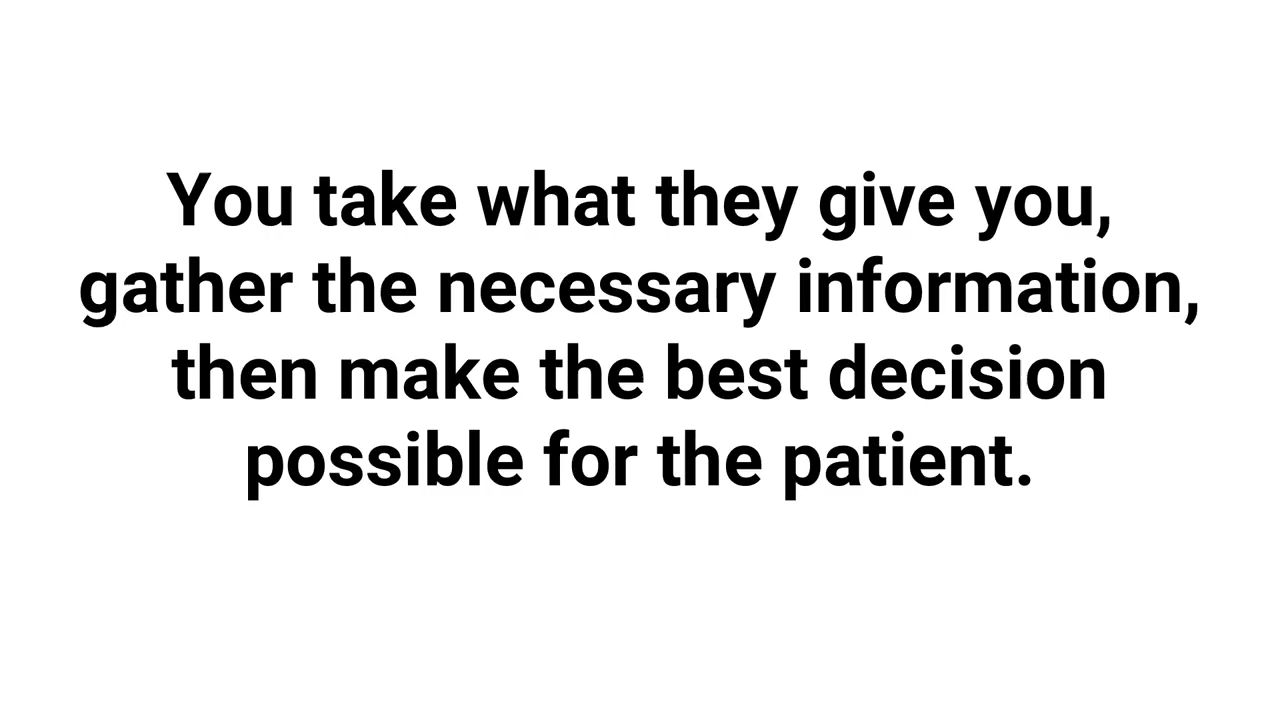 You take what they give you,
gather the necessary information,
then make the best decision
possible for the patient.